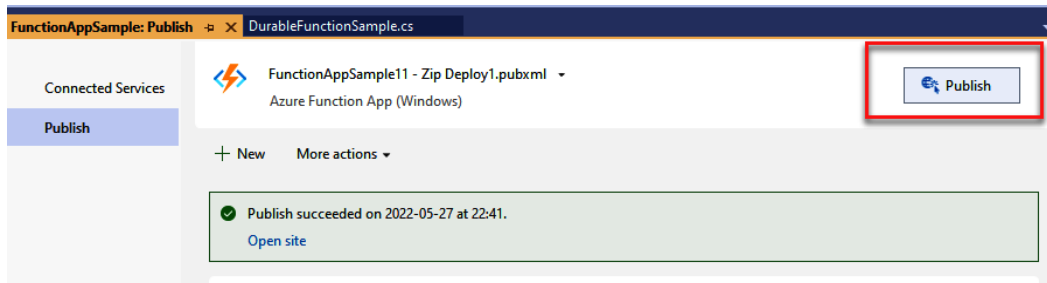 FunctionAppSample: Publish
DurableFunctionSample.cs
Connected Services
Publish
FunctionAppSample11 - Zip Deploy1.pubxml
Azure Function App (Windows)
Publish
New
More actions
Publish succeeded on 2022-05-27 at 22:41.
Open site